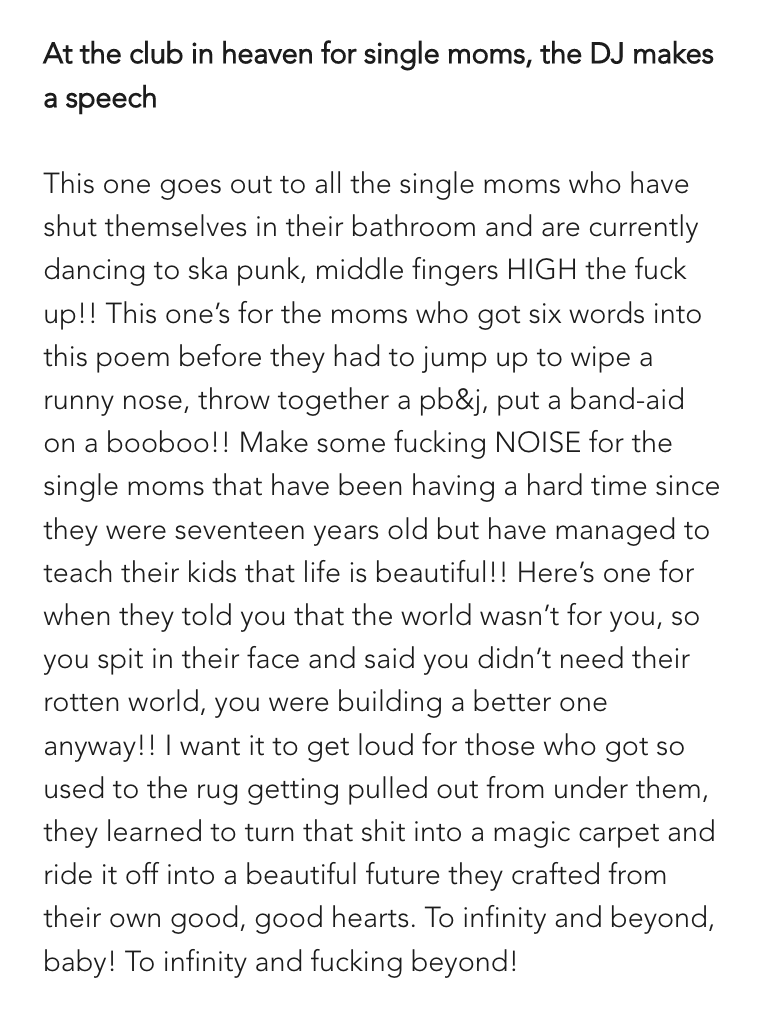 At the club in heaven for single moms, the DJ makes
a speech
This one goes out to all the single moms who have
shut themselves in their bathroom and are currently
dancing to ska punk, middle fingers HIGH the fuck
up!! This one’s for the moms who got six words into
this poem before they had to jump up to wipe a
runny nose, throw together a pb&j, put a band-aid
on a booboo!! Make some fucking NOISE for the
single moms that have been having a hard time since
they were seventeen years old but have managed to
teach their kids that life is beautiful!! Here’s one for
when they told you that the world wasn’t for you, so
you spit in their face and said you didn’t need their
rotten world, you were building a better one
anyway!! I want it to get loud for those who got so
used to the rug getting pulled out from under them,
they learned to turn that shit into a magic carpet and
ride it off into a beautiful future they crafted from
their own good, good hearts. To infinity and beyond,
baby! To infinity and fucking beyond!